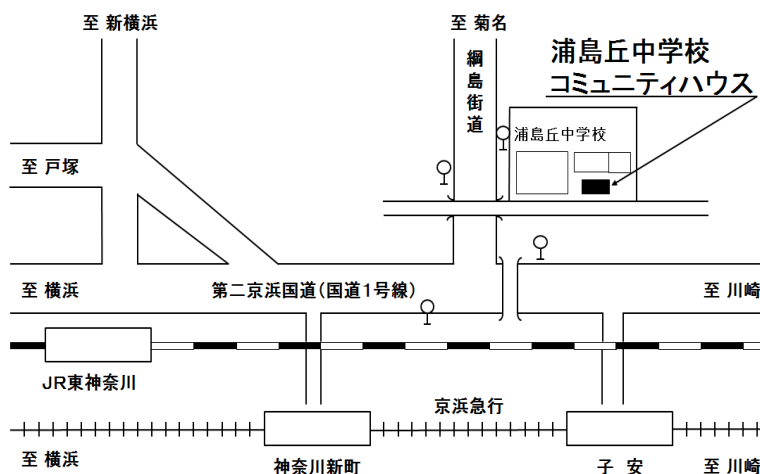 至 新横浜
至 菊名
浦島丘中学校
コミュニティハウス
綱島街道
浦島丘中学校
至 戸塚
至 横浜
第二京浜国道(国道1号線)
至 川崎
JR東神奈川
京浜急行
至 横浜
神奈川新町
子 安
至 川崎